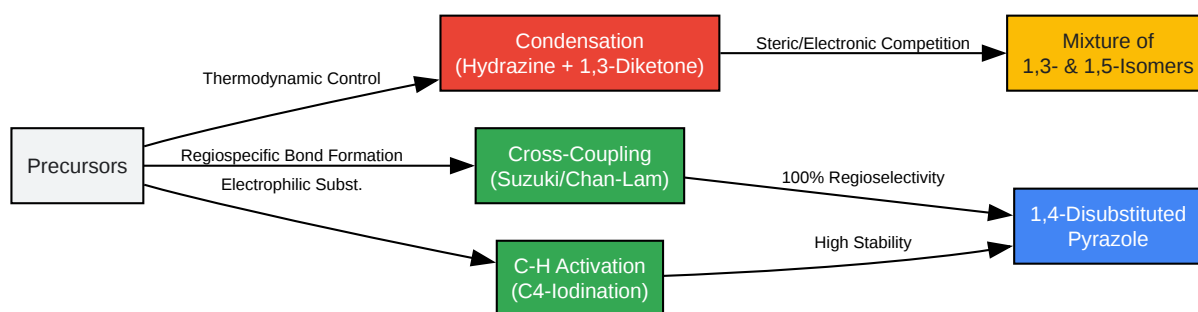 Precursors
Thermodynamic Control
Regiospecific Bond Formation
Electrophilic Subst.
Condensation
(Hydrazine + 1,3-Diketone)
Steric/Electronic Competition
Mixture of
1,3- & 1,5-Isomers
Cross-Coupling
(Suzuki/Chan-Lam)
100% Regioselectivity
C-H Activation
(C4-Iodination)
High Stability
1,4-Disubstituted
Pyrazole